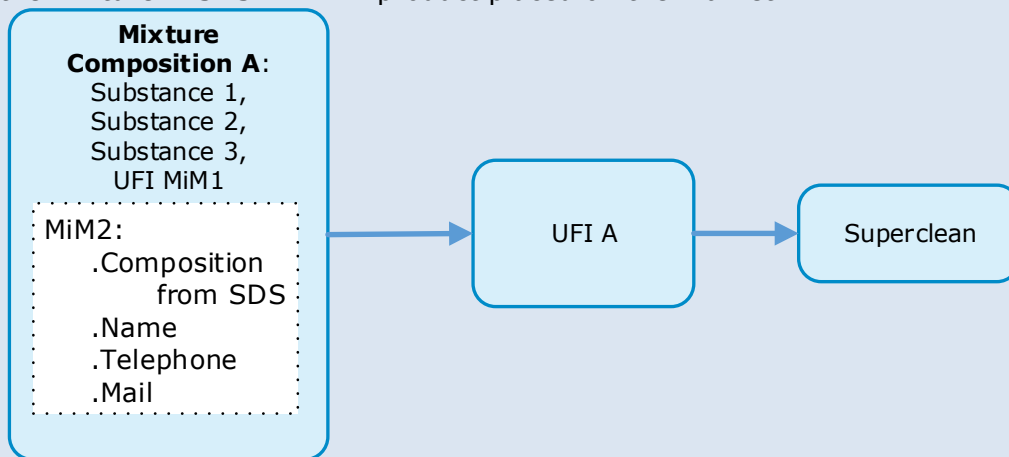 Mixture
Composition A:
Substance 1,
Substance 2,
Substance 3,
UFI MiM1
MiM2:
.Composition
from SDS
.Name
.Telephone
.Mail
UFI A
Superclean